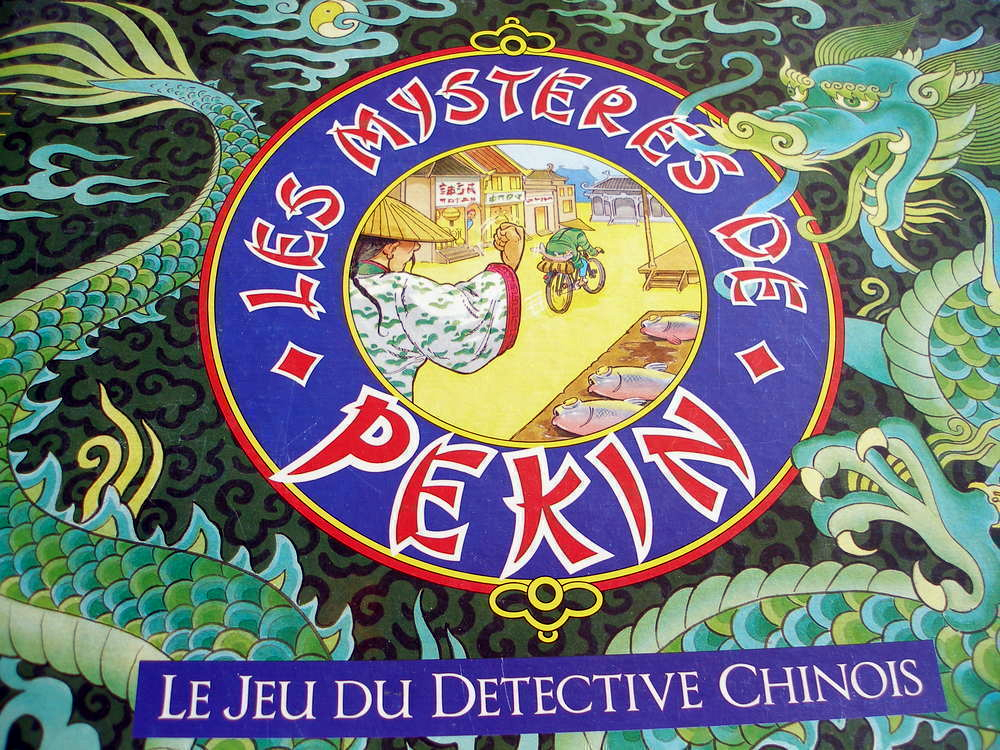 LES MYSTERES DE
PEKIN
LE JEU DU DETECTIVE CHINOIS